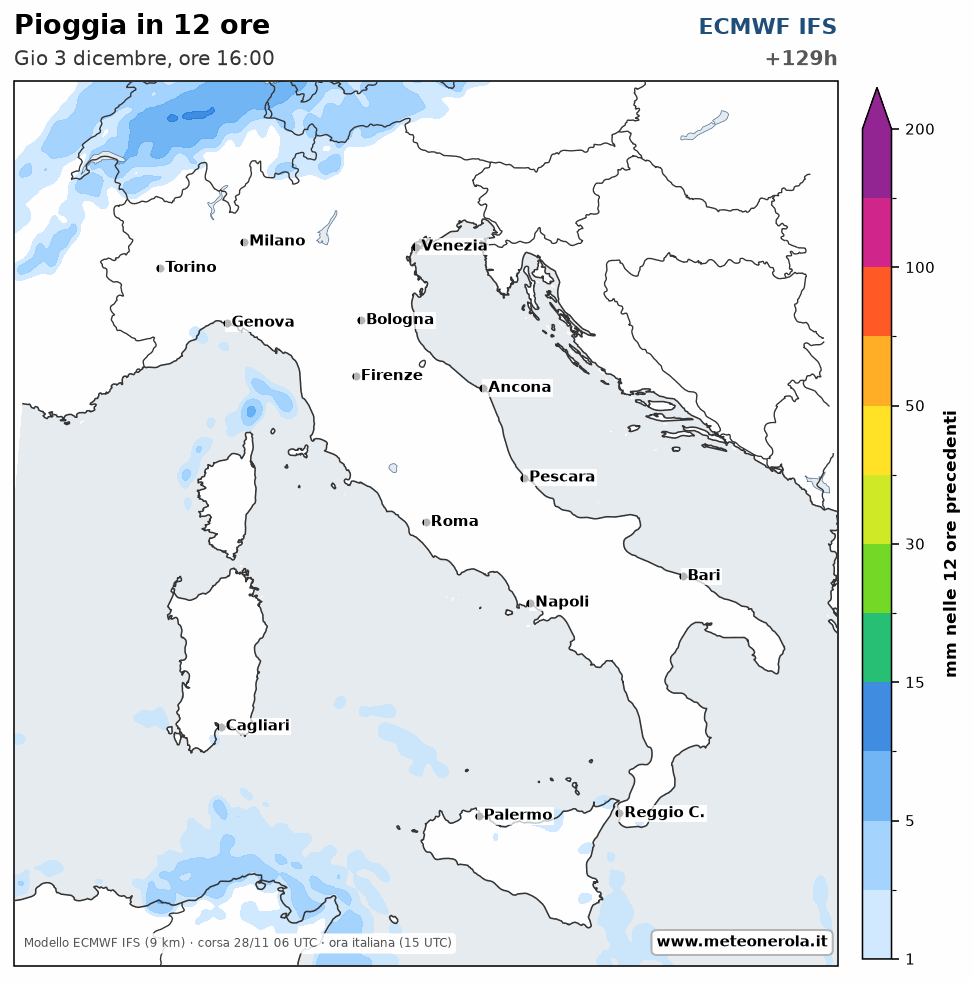 Pioggia in 12 ore
ECMWF IFS
Gio 3 dicembre, ore 16:00
+129h
200
Milano
Venezia
Torino
100
Genova
Bologna
Firenze
Ancona
50
Pescara
Roma
30
mm nelle 12 ore precedenti
Bari
Napoli
15
Cagliari
Palermo
Reggio C.
5
Modello ECMWF IFS (9 km) · corsa 28/11 06 UTC · ora italiana (15 UTC)
www.meteonerola.it
1